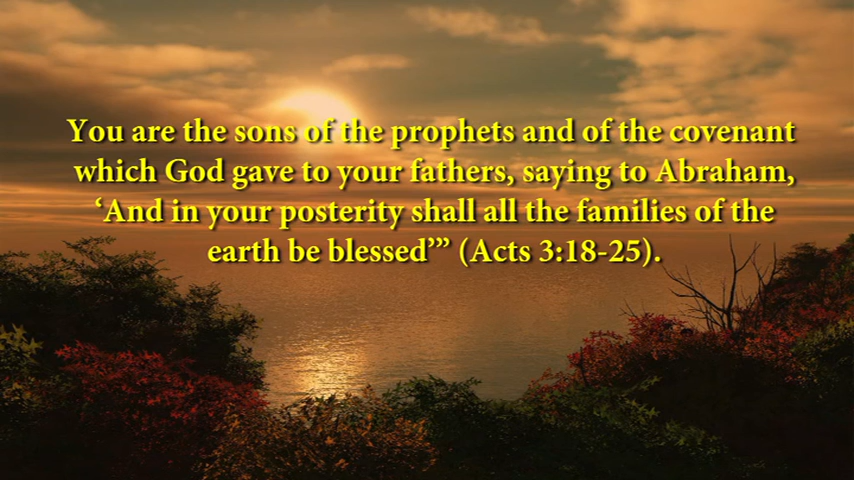 You are the sons of the prophets and of the covenant
which God gave to your fathers, saying to Abraham,
‘And in your posterity shall all the families of the
earth be blessed’” (Acts 3:18-25).